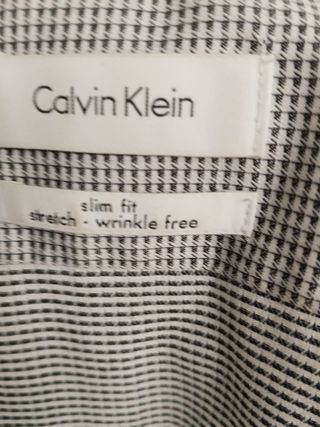 Calvin Klein
slim fit
stretch - wrinkle free